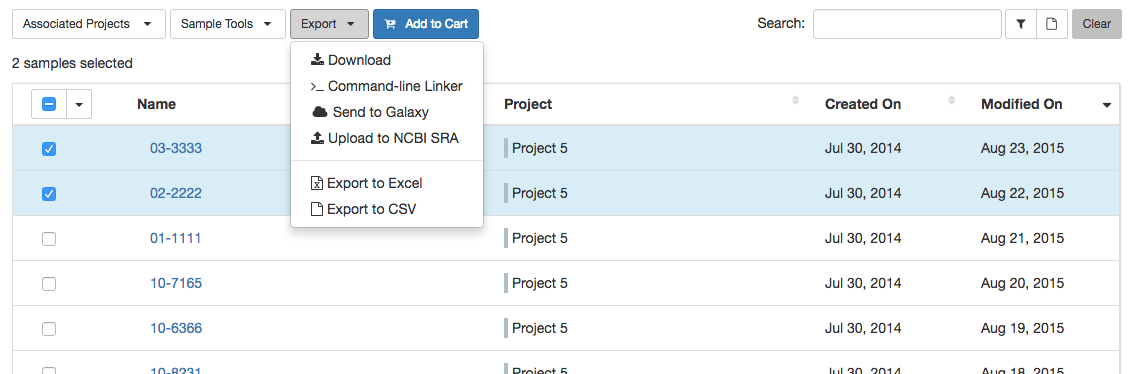 Associated Projects Sample Tools Export Add to Cart Search: Clear
2 samples selected
Download
Command-line Linker
Send to Galaxy
Upload to NCBI SRA
Export to Excel
Export to CSV
Name Project Created On Modified On
03-3333 Project 5 Jul 30, 2014 Aug 23, 2015
02-2222 Project 5 Jul 30, 2014 Aug 22, 2015
01-1111 Project 5 Jul 30, 2014 Aug 21, 2015
10-7165 Project 5 Jul 30, 2014 Aug 20, 2015
10-6366 Project 5 Jul 30, 2014 Aug 19, 2015
10-8231 Project 5 Jul 30, 2014 Aug 18, 2015